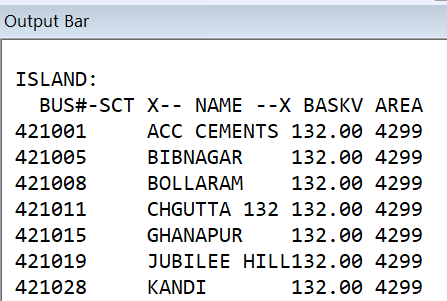 Output Bar
ISLAND:
BUS#-SCT X-- NAME --X BASKV AREA
421001 ACC CEMENTS 132.00 4299
421005 BIBNAGAR 132.00 4299
421008 BOLLARAM 132.00 4299
421011 CHGUTTA 132 132.00 4299
421015 GHANAPUR 132.00 4299
421019 JUBILEE HILL132.00 4299
421028 KANDI 132.00 4299